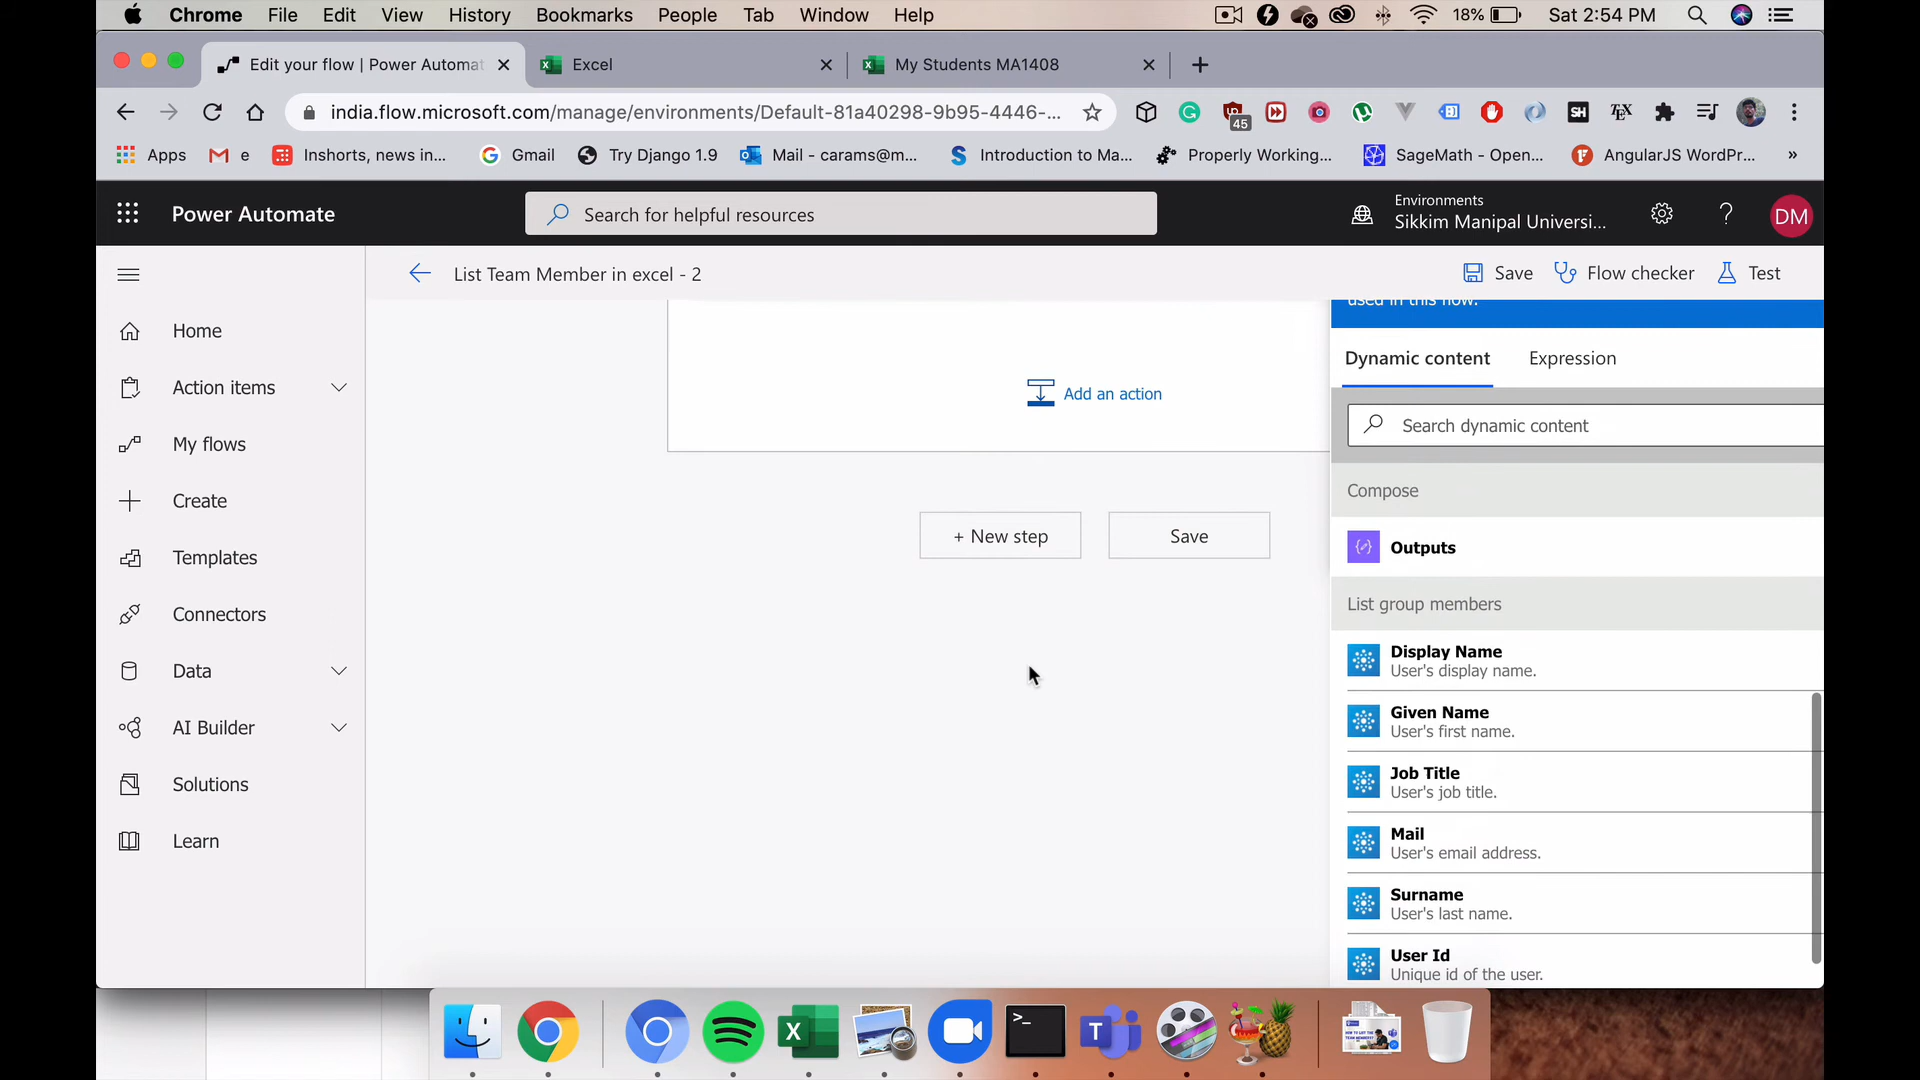 Chrome File Edit View History Bookmarks People Tab Window Help 18% Sat 2:54 PM
Edit your flow | Power Automat Excel My Students MA1408
india.flow.microsoft.com/manage/environments/Default-81a40298-9b95-4446-... 45 SH TEX
Apps e Inshorts, news in... Gmail Try Django 1.9 Mail - carams@m... Introduction to Ma... Properly Working... SageMath - Open... AngularJS WordPr... »
Power Automate
Search for helpful resources
Environments
Sikkim Manipal Universi...
? DM
List Team Member in excel - 2
Save Flow checker Test
Home
Action items
My flows
Create
Templates
Connectors
Data
AI Builder
Solutions
Learn
Add an action
+ New step
Save
used in this flow.
Dynamic content Expression
Search dynamic content
Compose
Outputs
List group members
Display Name
User's display name.
Given Name
User's first name.
Job Title
User's job title.
Mail
User's email address.
Surname
User's last name.
User Id
Unique id of the user.